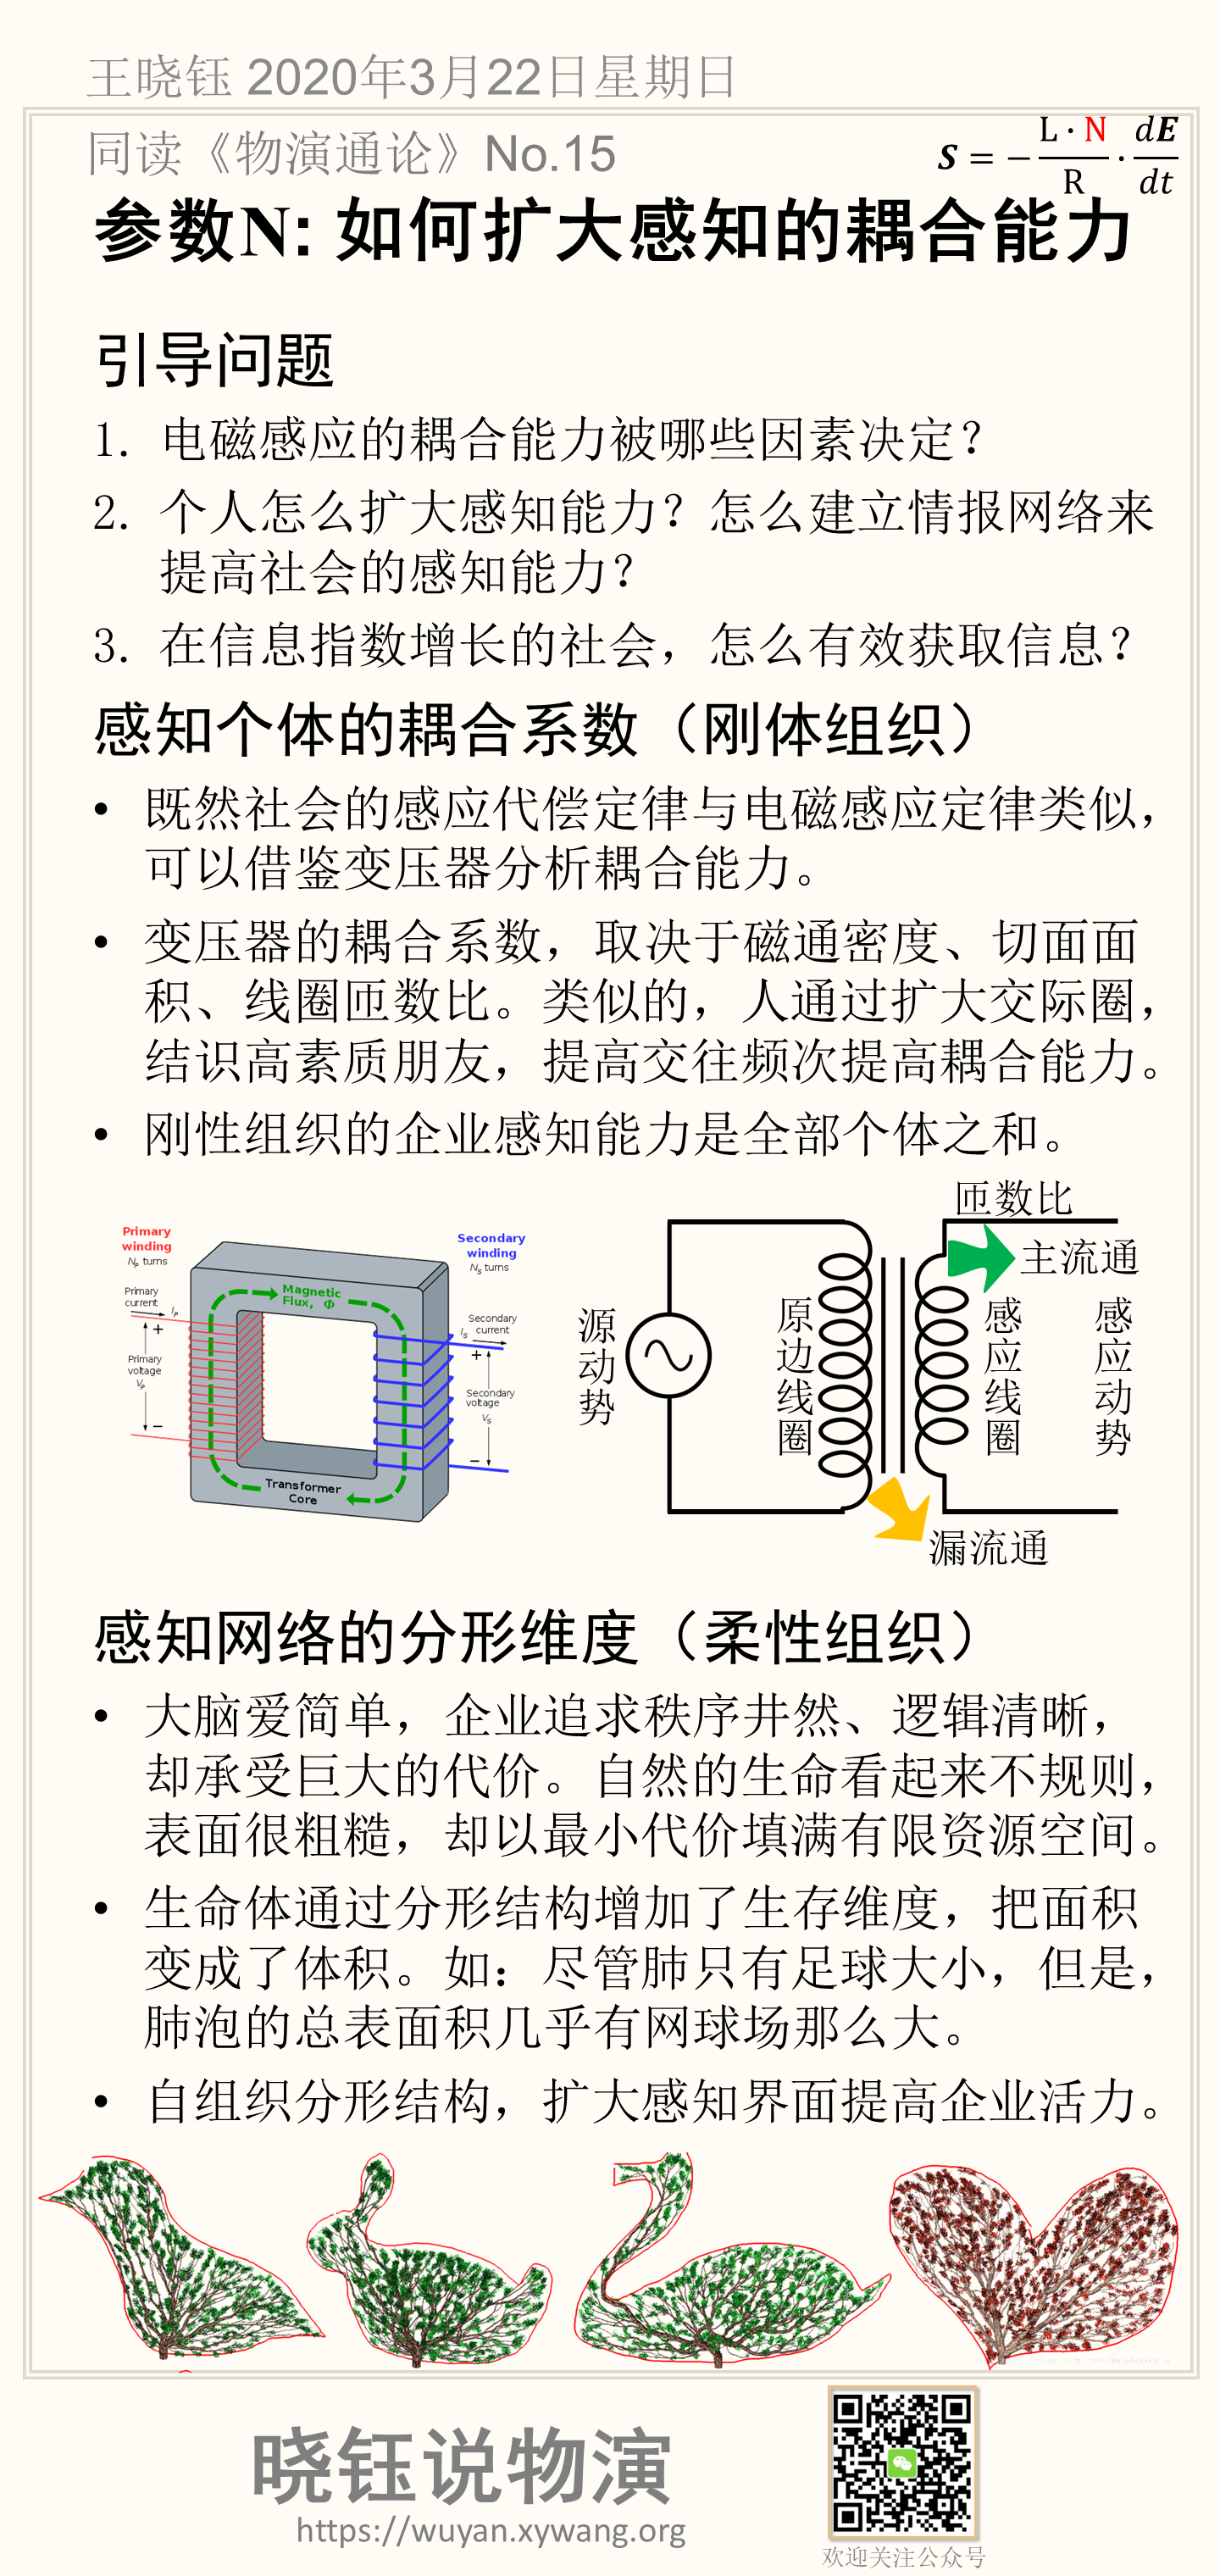 王晓钰 2020年3月22日星期日
同读《物演通论》No.15
S = − L · N / R · dE / dt
参数N: 如何扩大感知的耦合能力
引导问题
1. 电磁感应的耦合能力被哪些因素决定？
2. 个人怎么扩大感知能力？怎么建立情报网络来
提高社会的感知能力？
3. 在信息指数增长的社会，怎么有效获取信息？
感知个体的耦合系数（刚体组织）
• 既然社会的感应代偿定律与电磁感应定律类似，
可以借鉴变压器分析耦合能力。
• 变压器的耦合系数，取决于磁通密度、切面面
积、线圈匝数比。类似的，人通过扩大交际圈，
结识高素质朋友，提高交往频次提高耦合能力。
• 刚性组织的企业感知能力是全部个体之和。
Primary
winding
NP turns
Primary
current
IP
+
Primary
voltage
VP
−
Magnetic
Flux, Φ
Transformer
Core
Secondary
winding
NS turns
Secondary
current
IS
+
Secondary
voltage
VS
−
匝数比
主流通
源动势
原边线圈
感应线圈
感应动势
漏流通
感知网络的分形维度（柔性组织）
• 大脑爱简单，企业追求秩序井然、逻辑清晰，
却承受巨大的代价。自然的生命看起来不规则，
表面很粗糙，却以最小代价填满有限资源空间。
• 生命体通过分形结构增加了生存维度，把面积
变成了体积。如：尽管肺只有足球大小，但是，
肺泡的总表面积几乎有网球场那么大。
• 自组织分形结构，扩大感知界面提高企业活力。
晓钰说物演
https://wuyan.xywang.org
欢迎关注公众号